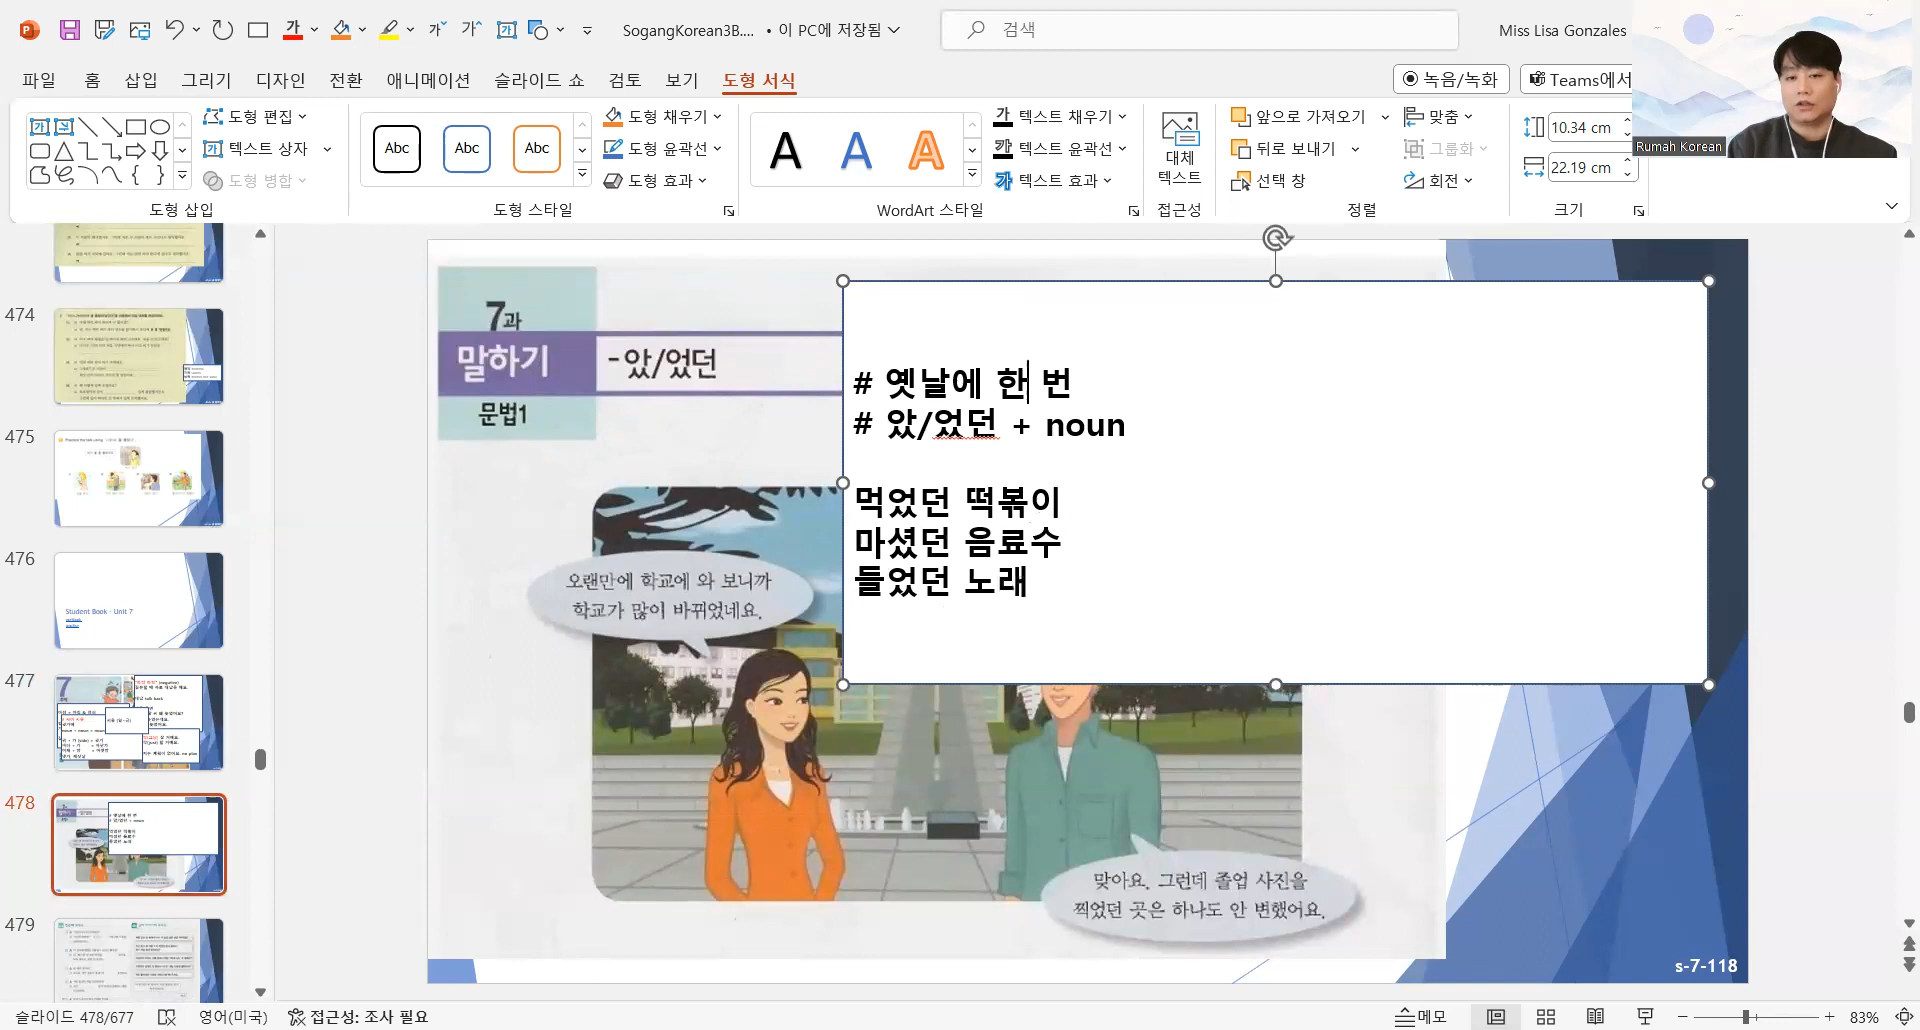 SogangKorean3B.... • 이 PC에 저장됨
검색
Miss Lisa Gonzales
파일 홈 삽입 그리기 디자인 전환 애니메이션 슬라이드 쇼 검토 보기 도형 서식
녹음/녹화
Teams에서
도형 편집
텍스트 상자
도형 병합
도형 삽입
Abc Abc Abc
도형 채우기
도형 윤곽선
도형 효과
도형 스타일
A A A
텍스트 채우기
텍스트 윤곽선
텍스트 효과
WordArt 스타일
대체
텍스트
접근성
앞으로 가져오기
뒤로 보내기
선택 창
맞춤
그룹화
회전
정렬
10.34 cm
22.19 cm
크기
Rumah Korean
474
475
476
Student Book - Unit 7
477
478
479
7과
말하기
-았/었던
문법1
# 옛날에 한 번
# 았/었던 + noun
먹었던 떡볶이
마셨던 음료수
들었던 노래
오랜만에 학교에 와 보니까
학교가 많이 바뀌었네요.
맞아요. 그런데 졸업 사진을
찍었던 곳은 하나도 안 변했어요.
s-7-118
슬라이드 478/677
영어(미국)
접근성: 조사 필요
메모
83%